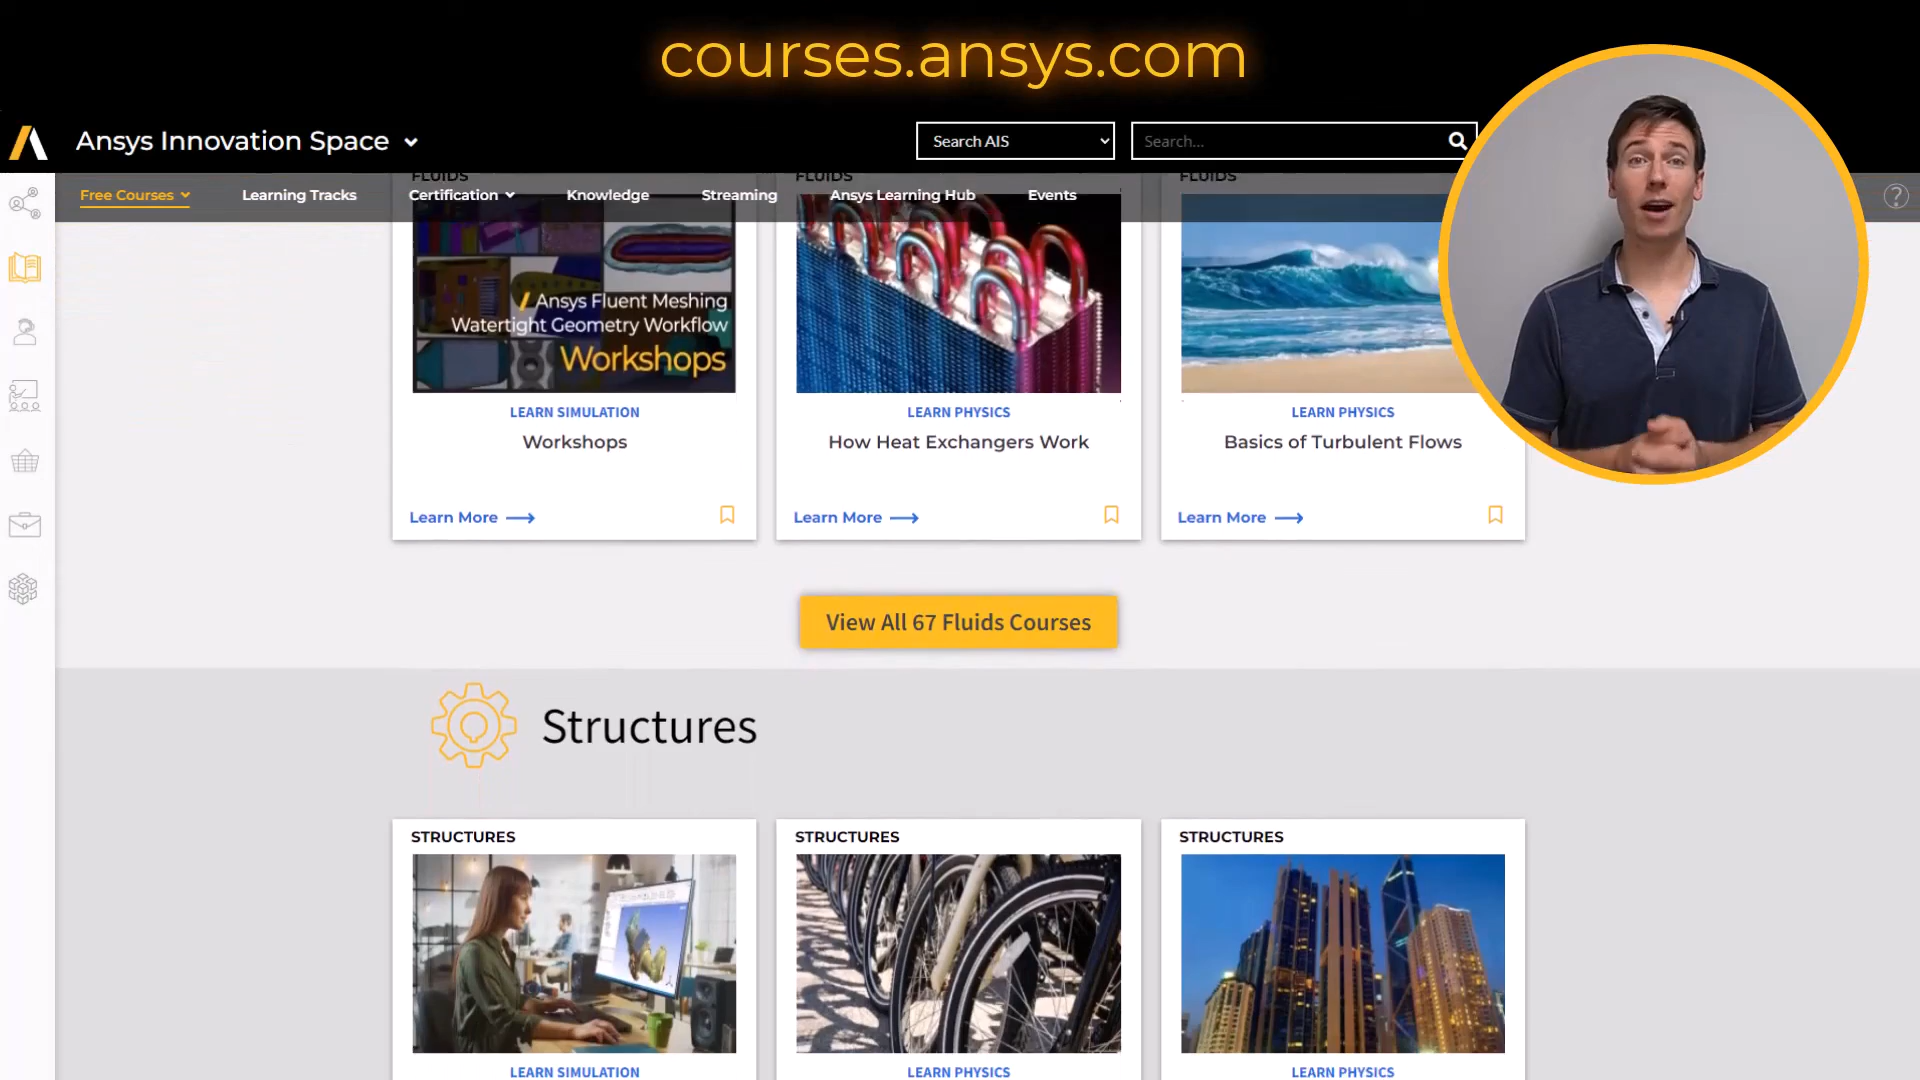 courses.ansys.com
Ansys Innovation Space
Search AIS
Search...
FLUIDS
FLUIDS
Free Courses
Learning Tracks
Certification
Knowledge
Streaming
Ansys Learning Hub
Events
Ansys Fluent Meshing
Watertight Geometry Workflow
Workshops
LEARN SIMULATION
LEARN PHYSICS
LEARN PHYSICS
Workshops
How Heat Exchangers Work
Basics of Turbulent Flows
Learn More
Learn More
Learn More
View All 67 Fluids Courses
Structures
STRUCTURES
STRUCTURES
STRUCTURES
LEARN SIMULATION
LEARN PHYSICS
LEARN PHYSICS